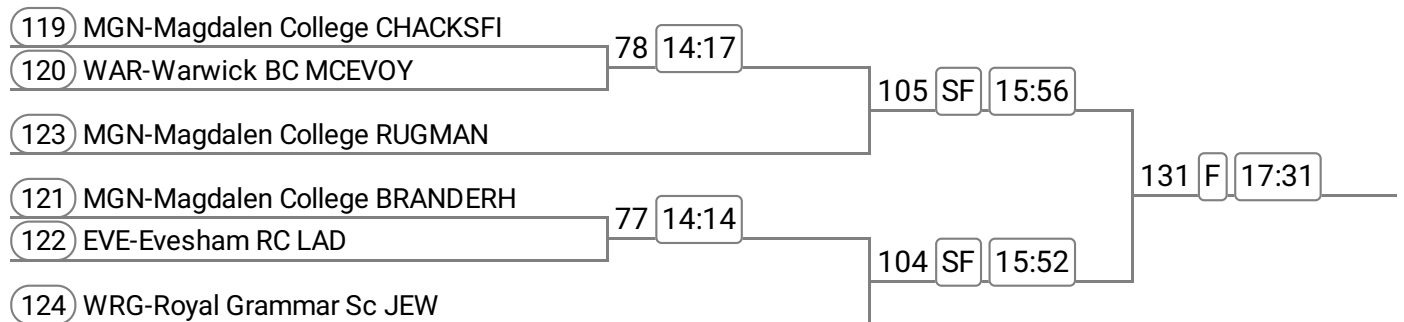 119 MGN-Magdalen College CHACKSFI
78 14:17
120 WAR-Warwick BC MCEVOY
105 SF 15:56
123 MGN-Magdalen College RUGMAN
131 F 17:31
121 MGN-Magdalen College BRANDERH
77 14:14
122 EVE-Evesham RC LAD
104 SF 15:52
124 WRG-Royal Grammar Sc JEW